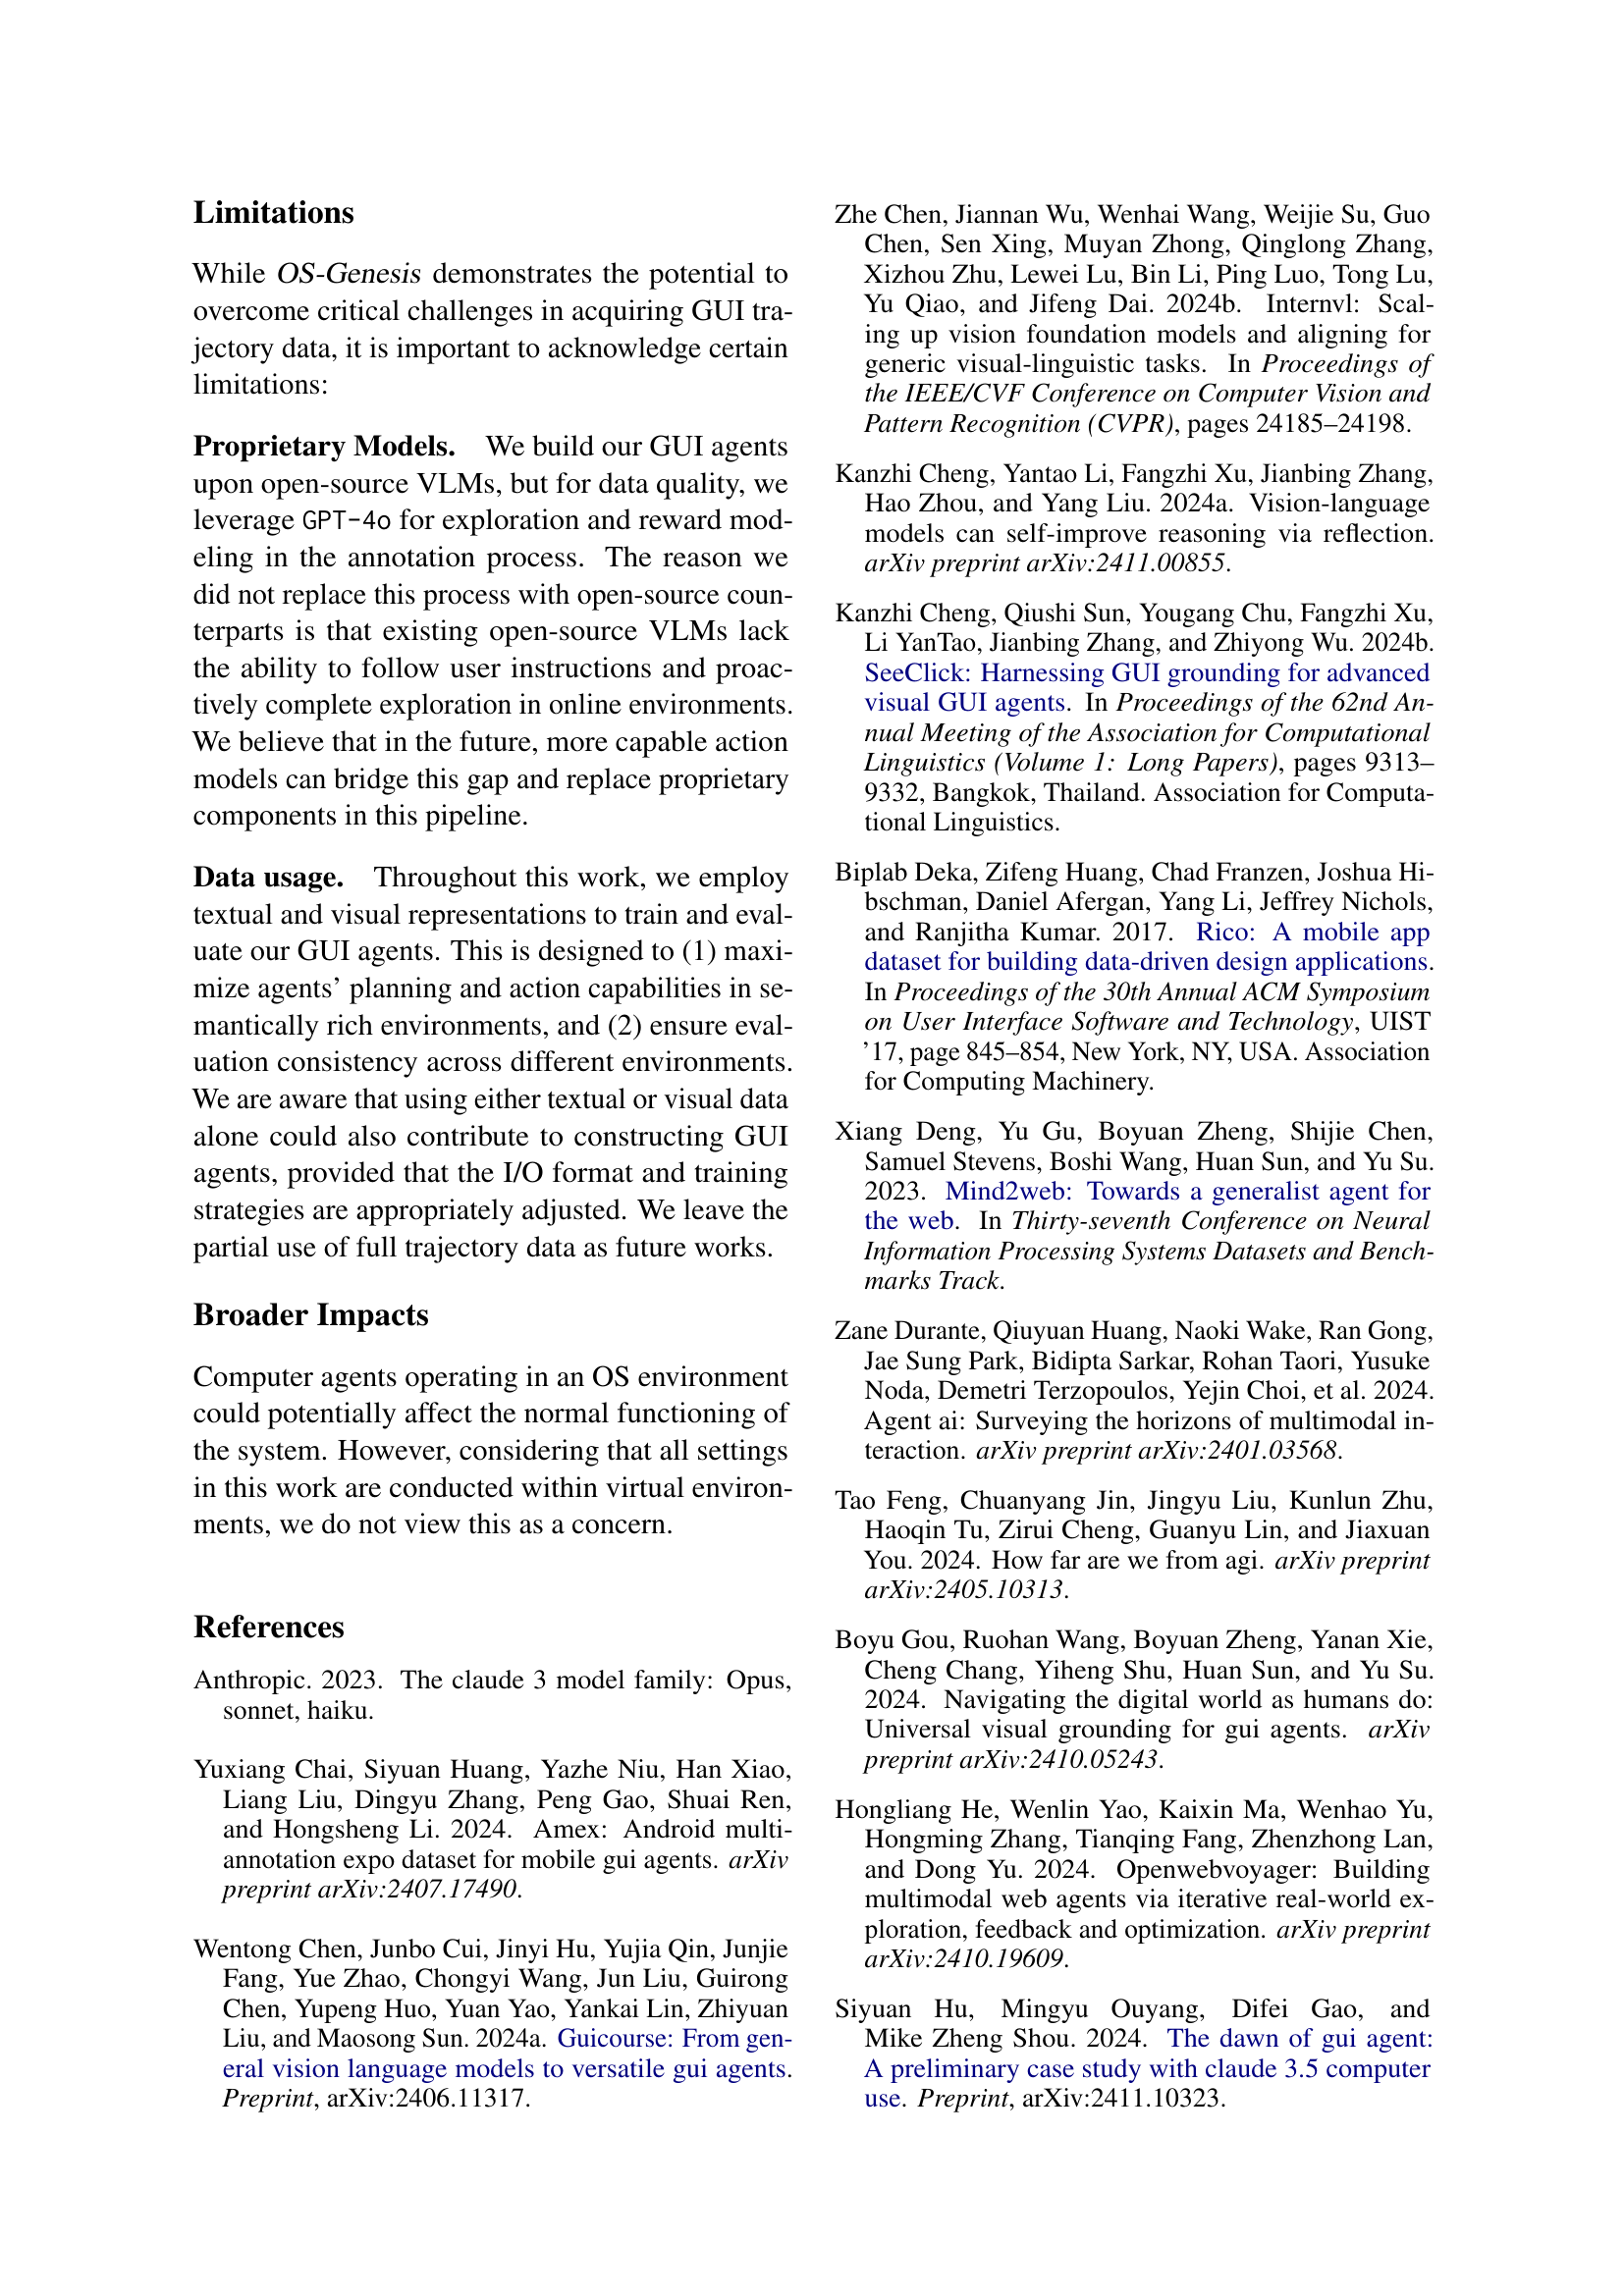 Limitations
While OS-Genesis demonstrates the potential to
overcome critical challenges in acquiring GUI tra-
jectory data, it is important to acknowledge certain
limitations:
Proprietary Models. We build our GUI agents
upon open-source VLMs, but for data quality, we
leverage GPT-4o for exploration and reward mod-
eling in the annotation process. The reason we
did not replace this process with open-source coun-
terparts is that existing open-source VLMs lack
the ability to follow user instructions and proac-
tively complete exploration in online environments.
We believe that in the future, more capable action
models can bridge this gap and replace proprietary
components in this pipeline.
Data usage. Throughout this work, we employ
textual and visual representations to train and eval-
uate our GUI agents. This is designed to (1) maxi-
mize agents' planning and action capabilities in se-
mantically rich environments, and (2) ensure eval-
uation consistency across different environments.
We are aware that using either textual or visual data
alone could also contribute to constructing GUI
agents, provided that the I/O format and training
strategies are appropriately adjusted. We leave the
partial use of full trajectory data as future works.
Broader Impacts
Computer agents operating in an OS environment
could potentially affect the normal functioning of
the system. However, considering that all settings
in this work are conducted within virtual environ-
ments, we do not view this as a concern.
References
Anthropic. 2023. The claude 3 model family: Opus,
sonnet, haiku.
Yuxiang Chai, Siyuan Huang, Yazhe Niu, Han Xiao,
Liang Liu, Dingyu Zhang, Peng Gao, Shuai Ren,
and Hongsheng Li. 2024. Amex: Android multi-
annotation expo dataset for mobile gui agents. arXiv
preprint arXiv:2407.17490.
Wentong Chen, Junbo Cui, Jinyi Hu, Yujia Qin, Junjie
Fang, Yue Zhao, Chongyi Wang, Jun Liu, Guirong
Chen, Yupeng Huo, Yuan Yao, Yankai Lin, Zhiyuan
Liu, and Maosong Sun. 2024a. Guicourse: From gen-
eral vision language models to versatile gui agents.
Preprint, arXiv:2406.11317.
Zhe Chen, Jiannan Wu, Wenhai Wang, Weijie Su, Guo
Chen, Sen Xing, Muyan Zhong, Qinglong Zhang,
Xizhou Zhu, Lewei Lu, Bin Li, Ping Luo, Tong Lu,
Yu Qiao, and Jifeng Dai. 2024b. Internvl: Scal-
ing up vision foundation models and aligning for
generic visual-linguistic tasks. In Proceedings of
the IEEE/CVF Conference on Computer Vision and
Pattern Recognition (CVPR), pages 24185–24198.
Kanzhi Cheng, Yantao Li, Fangzhi Xu, Jianbing Zhang,
Hao Zhou, and Yang Liu. 2024a. Vision-language
models can self-improve reasoning via reflection.
arXiv preprint arXiv:2411.00855.
Kanzhi Cheng, Qiushi Sun, Yougang Chu, Fangzhi Xu,
Li YanTao, Jianbing Zhang, and Zhiyong Wu. 2024b.
SeeClick: Harnessing GUI grounding for advanced
visual GUI agents. In Proceedings of the 62nd An-
nual Meeting of the Association for Computational
Linguistics (Volume 1: Long Papers), pages 9313–
9332, Bangkok, Thailand. Association for Computa-
tional Linguistics.
Biplab Deka, Zifeng Huang, Chad Franzen, Joshua Hi-
bschman, Daniel Afergan, Yang Li, Jeffrey Nichols,
and Ranjitha Kumar. 2017. Rico: A mobile app
dataset for building data-driven design applications.
In Proceedings of the 30th Annual ACM Symposium
on User Interface Software and Technology, UIST
'17, page 845–854, New York, NY, USA. Association
for Computing Machinery.
Xiang Deng, Yu Gu, Boyuan Zheng, Shijie Chen,
Samuel Stevens, Boshi Wang, Huan Sun, and Yu Su.
2023. Mind2web: Towards a generalist agent for
the web. In Thirty-seventh Conference on Neural
Information Processing Systems Datasets and Bench-
marks Track.
Zane Durante, Qiuyuan Huang, Naoki Wake, Ran Gong,
Jae Sung Park, Bidipta Sarkar, Rohan Taori, Yusuke
Noda, Demetri Terzopoulos, Yejin Choi, et al. 2024.
Agent ai: Surveying the horizons of multimodal in-
teraction. arXiv preprint arXiv:2401.03568.
Tao Feng, Chuanyang Jin, Jingyu Liu, Kunlun Zhu,
Haoqin Tu, Zirui Cheng, Guanyu Lin, and Jiaxuan
You. 2024. How far are we from agi. arXiv preprint
arXiv:2405.10313.
Boyu Gou, Ruohan Wang, Boyuan Zheng, Yanan Xie,
Cheng Chang, Yiheng Shu, Huan Sun, and Yu Su.
2024. Navigating the digital world as humans do:
Universal visual grounding for gui agents. arXiv
preprint arXiv:2410.05243.
Hongliang He, Wenlin Yao, Kaixin Ma, Wenhao Yu,
Hongming Zhang, Tianqing Fang, Zhenzhong Lan,
and Dong Yu. 2024. Openwebvoyager: Building
multimodal web agents via iterative real-world ex-
ploration, feedback and optimization. arXiv preprint
arXiv:2410.19609.
Siyuan Hu, Mingyu Ouyang, Difei Gao, and
Mike Zheng Shou. 2024. The dawn of gui agent:
A preliminary case study with claude 3.5 computer
use. Preprint, arXiv:2411.10323.